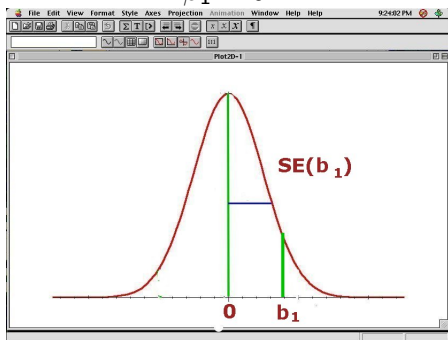 File Edit View Format Style Axes Projection Animation Window Help Help 9:24:02 PM
Σ T
x x X ¶
Plot2D-1
SE(b 1)
0 b1